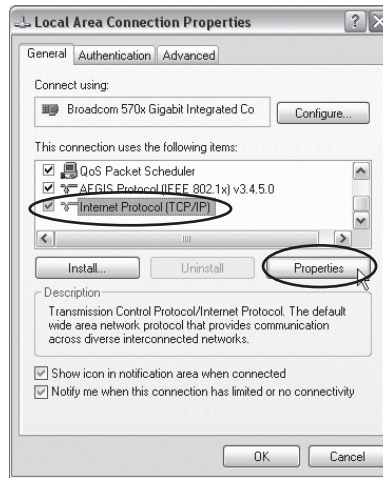 Local Area Connection Properties
General Authentication Advanced
Connect using:
Broadcom 570x Gigabit Integrated Co
Configure...
This connection uses the following items:
QoS Packet Scheduler
AEGIS Protocol (IEEE 802.1x) v3.4.5.0
Internet Protocol (TCP/IP)
Install... Uninstall Properties
Description
Transmission Control Protocol/Internet Protocol. The default
wide area network protocol that provides communication
across diverse interconnected networks.
Show icon in notification area when connected
Notify me when this connection has limited or no connectivity
OK Cancel